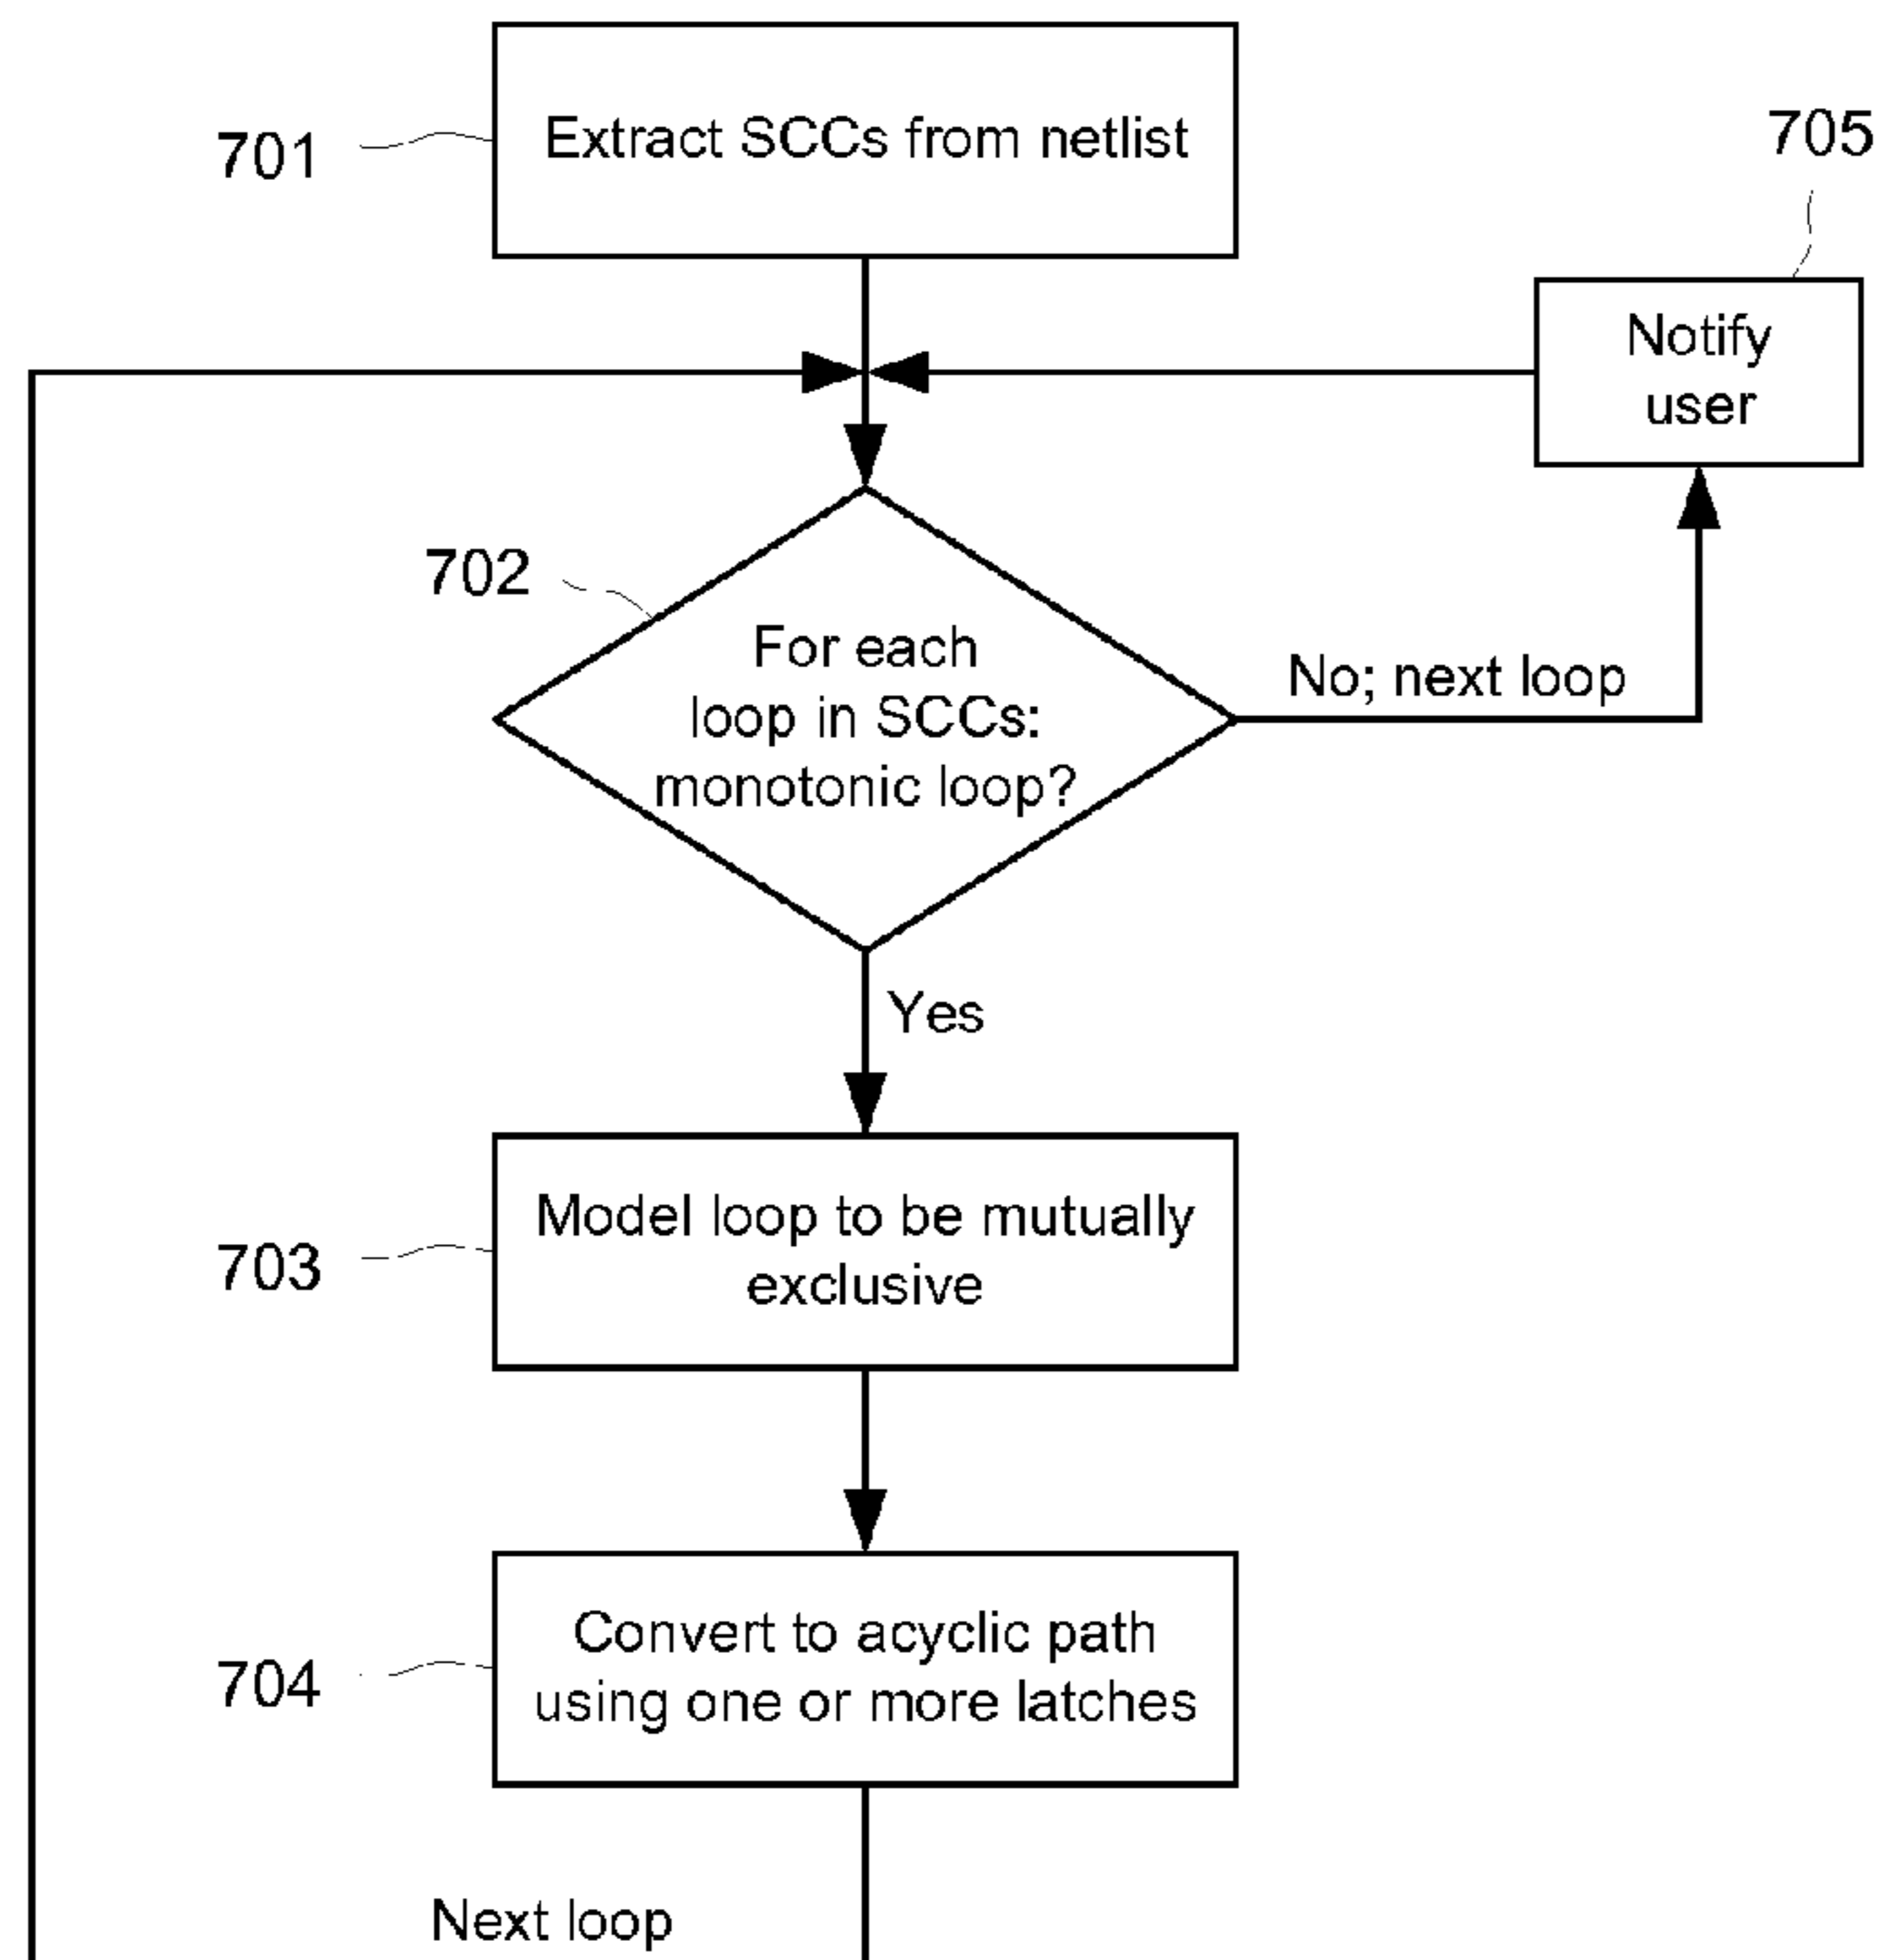 701
Extract SCCs from netlist
705
Notify
user
702
For each
loop in SCCs:
monotonic loop?
No; next loop
Yes
703
Model loop to be mutually
exclusive
704
Convert to acyclic path
using one or more latches
Next loop